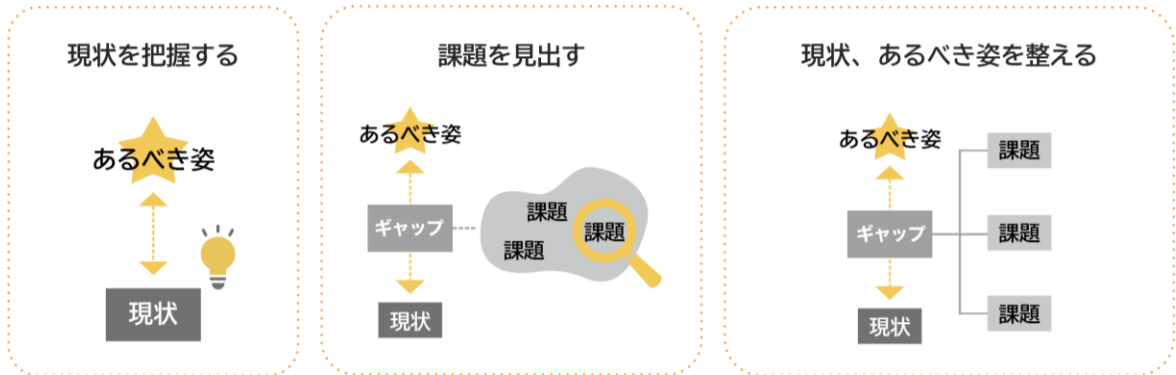 現状を把握する
あるべき姿
現状
課題を見出す
あるべき姿
ギャップ
課題
課題
課題
現状
現状、あるべき姿を整える
あるべき姿
課題
ギャップ
課題
課題
現状